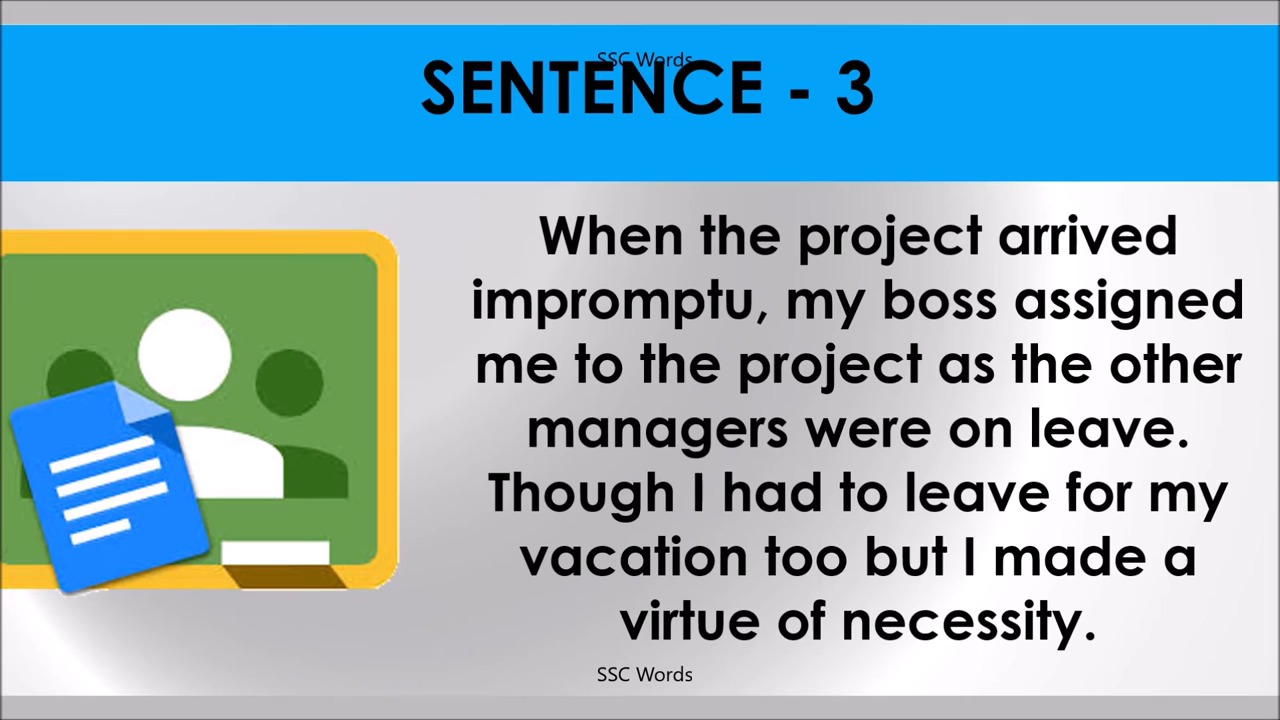 SSC Words
SENTENCE - 3
When the project arrived
impromptu, my boss assigned
me to the project as the other
managers were on leave.
Though I had to leave for my
vacation too but I made a
virtue of necessity.
SSC Words